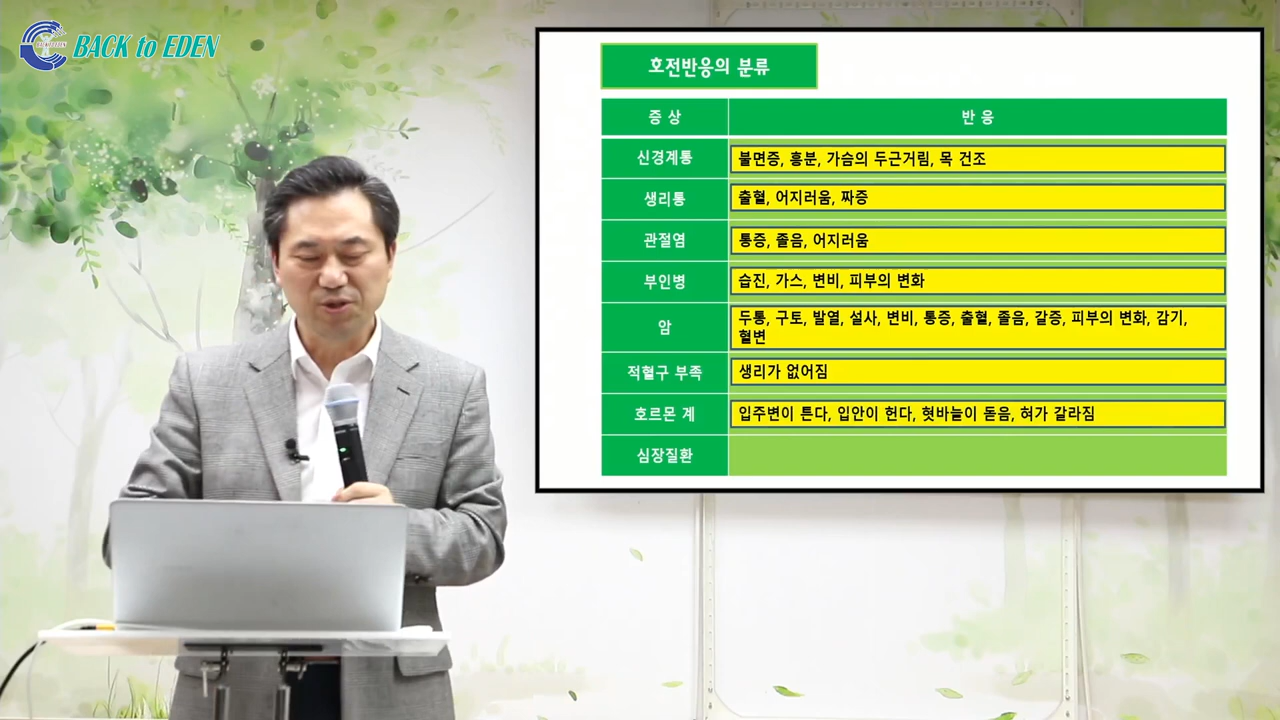 BACK to EDEN
호전반응의 분류
증 상 반 응
신경계통 불면증, 흥분, 가슴의 두근거림, 목 건조
생리통 출혈, 어지러움, 짜증
관절염 통증, 졸음, 어지러움
부인병 습진, 가스, 변비, 피부의 변화
암 두통, 구토, 발열, 설사, 변비, 통증, 출혈, 졸음, 갈증, 피부의 변화, 감기,
혈변
적혈구 부족 생리가 없어짐
호르몬 계 입주변이 튼다, 입안이 헌다, 혓바늘이 돋음, 혀가 갈라짐
심장질환